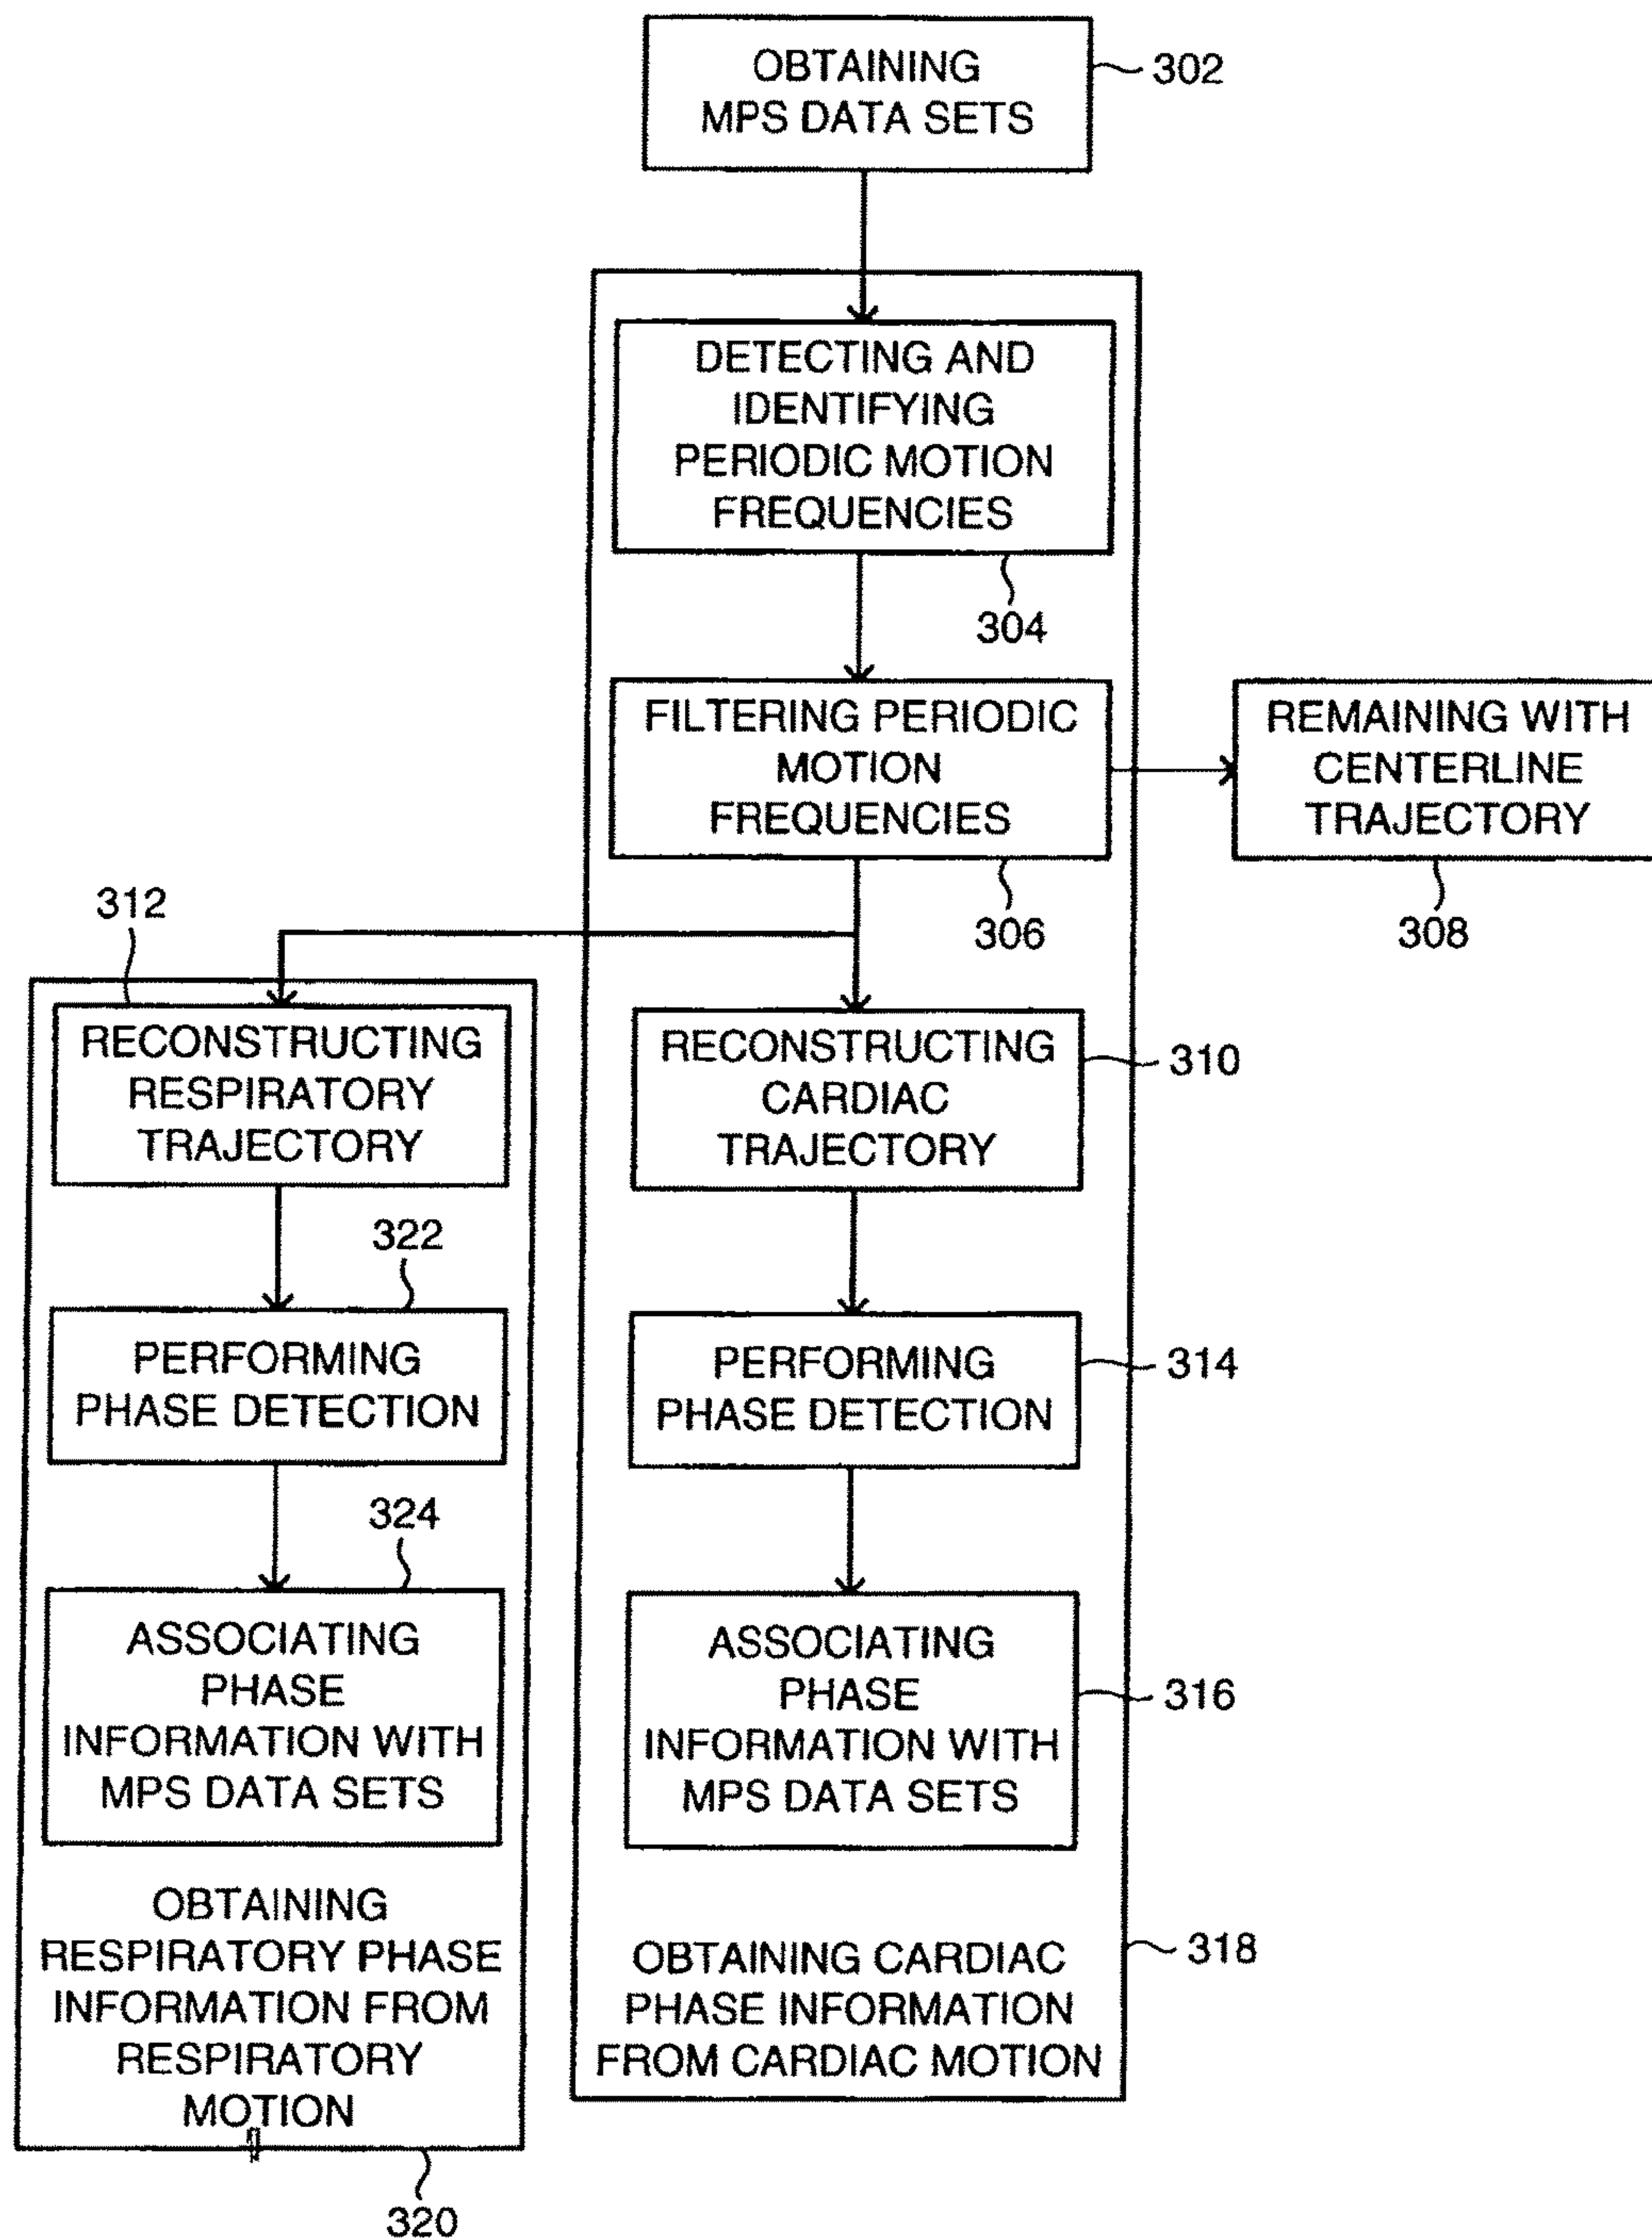 OBTAINING
MPS DATA SETS
302
DETECTING AND
IDENTIFYING
PERIODIC MOTION
FREQUENCIES
304
FILTERING PERIODIC
MOTION
FREQUENCIES
306
REMAINING WITH
CENTERLINE
TRAJECTORY
308
312
RECONSTRUCTING
RESPIRATORY
TRAJECTORY
322
PERFORMING
PHASE DETECTION
324
ASSOCIATING
PHASE
INFORMATION WITH
MPS DATA SETS
OBTAINING
RESPIRATORY PHASE
INFORMATION FROM
RESPIRATORY
MOTION
320
RECONSTRUCTING
CARDIAC
TRAJECTORY
310
PERFORMING
PHASE DETECTION
314
ASSOCIATING
PHASE
INFORMATION WITH
MPS DATA SETS
316
OBTAINING CARDIAC
PHASE INFORMATION
FROM CARDIAC MOTION
318